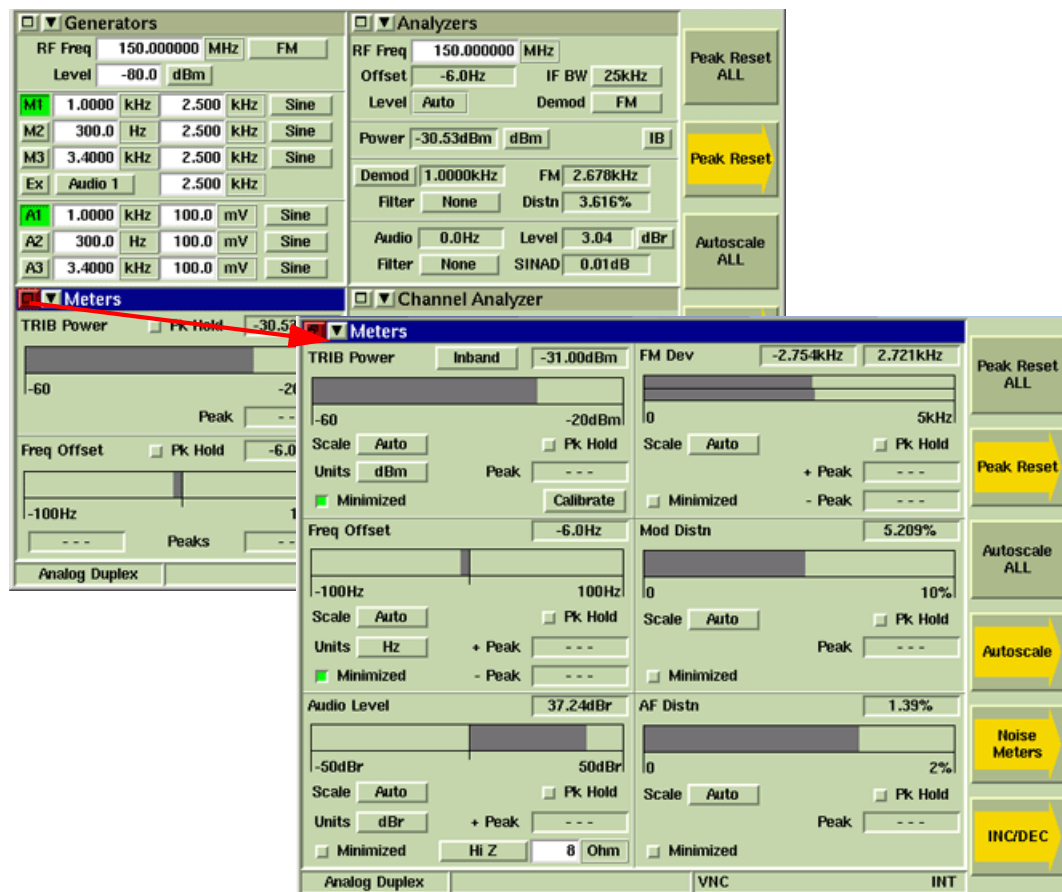 Generators
RF Freq 150.000000 MHz FM
Level -80.0 dBm
M1 1.0000 kHz 2.500 kHz Sine
M2 300.0 Hz 2.500 kHz Sine
M3 3.4000 kHz 2.500 kHz Sine
Ex Audio 1 2.500 kHz
A1 1.0000 kHz 100.0 mV Sine
A2 300.0 Hz 100.0 mV Sine
A3 3.4000 kHz 100.0 mV Sine
Analyzers
RF Freq 150.000000 MHz
Offset -6.0Hz IF BW 25kHz
Level Auto Demod FM
Power -30.53dBm dBm IB
Demod 1.0000kHz FM 2.678kHz
Filter None Distn 3.616%
Audio 0.0Hz Level 3.04 dBr
Filter None SINAD 0.01dB
Peak Reset
ALL
Peak Reset
Autoscale
ALL
Meters
TRIB Power Pk Hold -30.53
-60 -20
Peak - -
Freq Offset Pk Hold -6.0
-100Hz 1
- - - Peaks - -
Analog Duplex
Channel Analyzer
Meters
TRIB Power Inband -31.00dBm
-60 -20dBm
Scale Auto Pk Hold
Units dBm Peak - - -
Minimized Calibrate
FM Dev -2.754kHz 2.721kHz
0 5kHz
Scale Auto Pk Hold
+ Peak - - -
Minimized - Peak - - -
Freq Offset -6.0Hz
-100Hz 100Hz
Scale Auto Pk Hold
Units Hz + Peak - - -
Minimized - Peak - - -
Mod Distn 5.209%
0 10%
Scale Auto Pk Hold
Peak - - -
Minimized
Audio Level 37.24dBr
-50dBr 50dBr
Scale Auto Pk Hold
Units dBr + Peak - - -
Minimized Hi Z 8 Ohm
AF Distn 1.39%
0 2%
Scale Auto Pk Hold
Peak - - -
Minimized
Analog Duplex VNC INT
Peak Reset
ALL
Peak Reset
Autoscale
ALL
Autoscale
Noise
Meters
INC/DEC